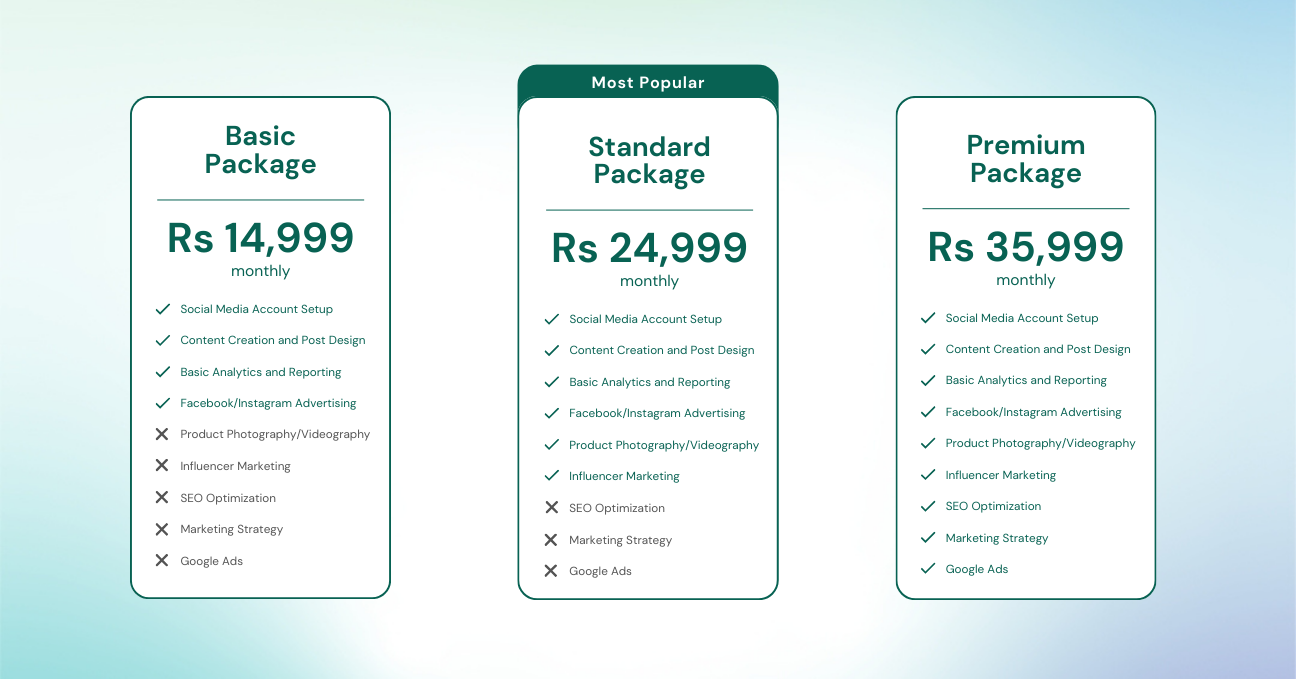 Basic
Package
Rs 14,999
monthly
Social Media Account Setup
Content Creation and Post Design
Basic Analytics and Reporting
Facebook/Instagram Advertising
Product Photography/Videography
Influencer Marketing
SEO Optimization
Marketing Strategy
Google Ads
Most Popular
Standard
Package
Rs 24,999
monthly
Social Media Account Setup
Content Creation and Post Design
Basic Analytics and Reporting
Facebook/Instagram Advertising
Product Photography/Videography
Influencer Marketing
SEO Optimization
Marketing Strategy
Google Ads
Premium
Package
Rs 35,999
monthly
Social Media Account Setup
Content Creation and Post Design
Basic Analytics and Reporting
Facebook/Instagram Advertising
Product Photography/Videography
Influencer Marketing
SEO Optimization
Marketing Strategy
Google Ads